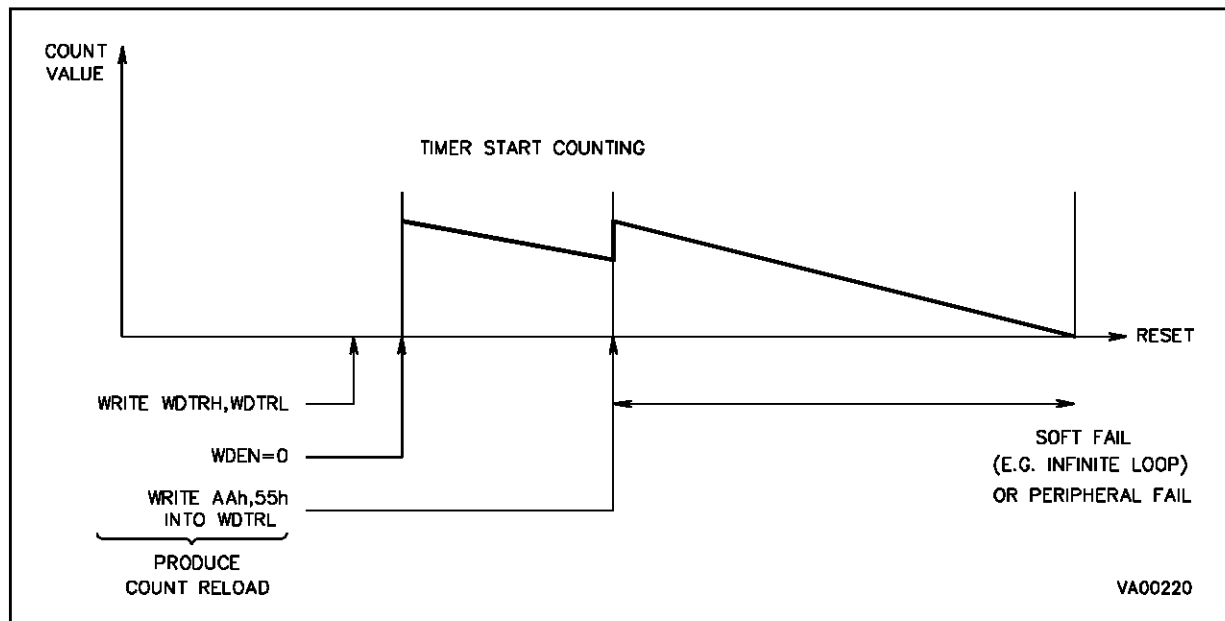 COUNT
VALUE
TIMER START COUNTING
RESET
WRITE WDTRH,WDTRL
WDEN=0
WRITE AAh,55h
INTO WDTRL
PRODUCE
COUNT RELOAD
SOFT FAIL
(E.G. INFINITE LOOP)
OR PERIPHERAL FAIL
VA00220